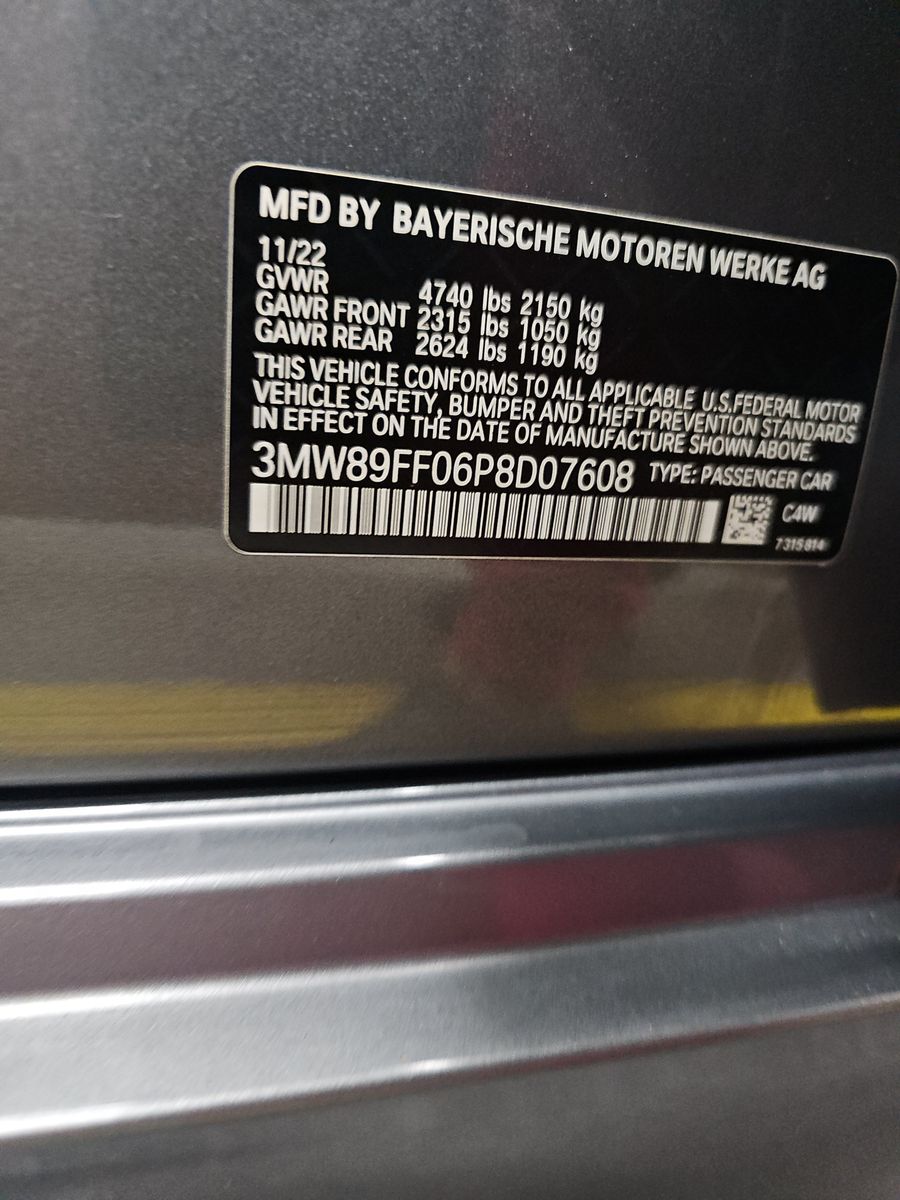 MFD BY BAYERISCHE MOTOREN WERKE AG
11/22
GVWR 4740 lbs 2150 kg
GAWR FRONT 2315 lbs 1050 kg
GAWR REAR 2624 lbs 1190 kg
THIS VEHICLE CONFORMS TO ALL APPLICABLE U.S.FEDERAL MOTOR
VEHICLE SAFETY, BUMPER AND THEFT PREVENTION STANDARDS
IN EFFECT ON THE DATE OF MANUFACTURE SHOWN ABOVE.
3MW89FF06P8D07608 TYPE: PASSENGER CAR
C4W
7315814